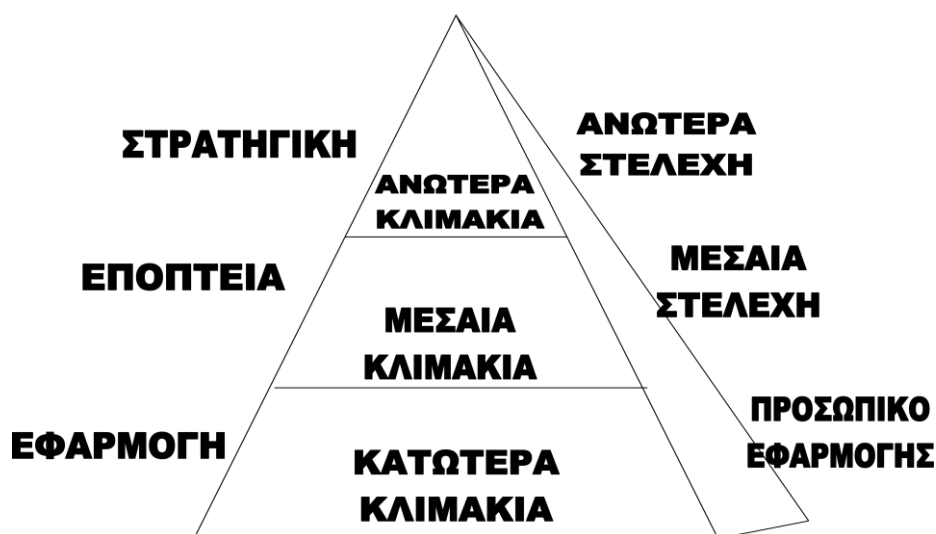 ΣΤΡΑΤΗΓΙΚΗ
ΑΝΩΤΕΡΑ
ΚΛΙΜΑΚΙΑ
ΑΝΩΤΕΡΑ
ΣΤΕΛΕΧΗ
ΕΠΟΠΤΕΙΑ
ΜΕΣΑΙΑ
ΚΛΙΜΑΚΙΑ
ΜΕΣΑΙΑ
ΣΤΕΛΕΧΗ
ΕΦΑΡΜΟΓΗ
ΚΑΤΩΤΕΡΑ
ΚΛΙΜΑΚΙΑ
ΠΡΟΣΩΠΙΚΟ
ΕΦΑΡΜΟΓΗΣ